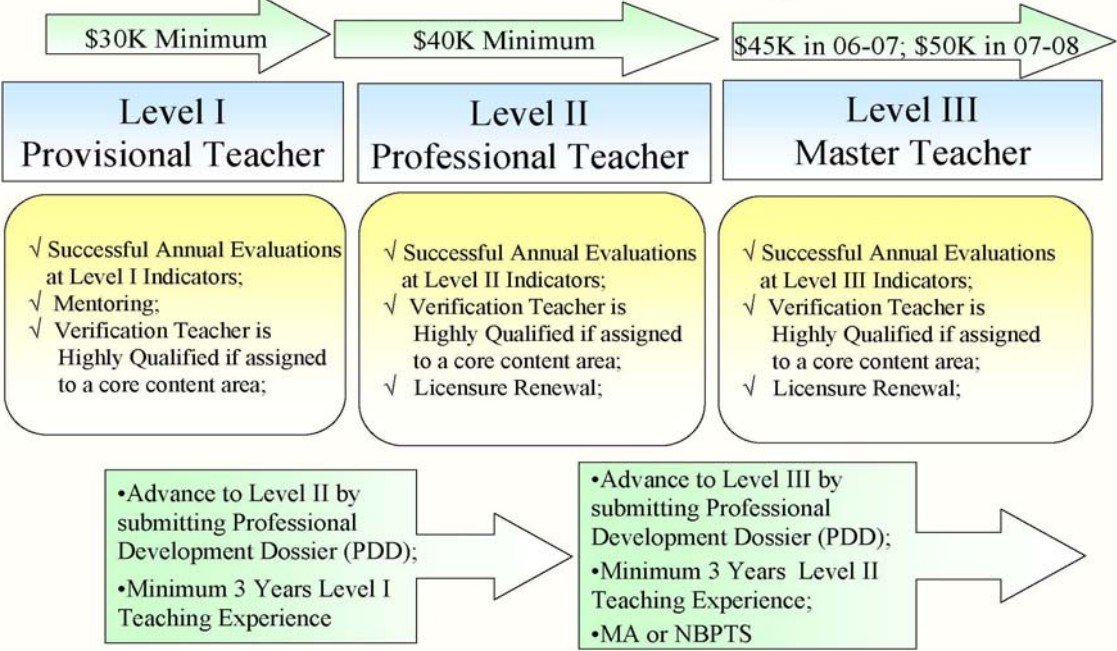 $30K Minimum
$40K Minimum
$45K in 06-07; $50K in 07-08
Level I
Provisional Teacher
Level II
Professional Teacher
Level III
Master Teacher
√ Successful Annual Evaluations
at Level I Indicators;
√ Mentoring;
√ Verification Teacher is
Highly Qualified if assigned
to a core content area;
√ Successful Annual Evaluations
at Level II Indicators;
√ Verification Teacher is
Highly Qualified if assigned
to a core content area;
√ Licensure Renewal;
√ Successful Annual Evaluations
at Level III Indicators;
√ Verification Teacher is
Highly Qualified if assigned
to a core content area;
√ Licensure Renewal;
•Advance to Level II by
submitting Professional
Development Dossier (PDD);
•Minimum 3 Years Level I
Teaching Experience
•Advance to Level III by
submitting Professional
Development Dossier (PDD);
•Minimum 3 Years Level II
Teaching Experience;
•MA or NBPTS